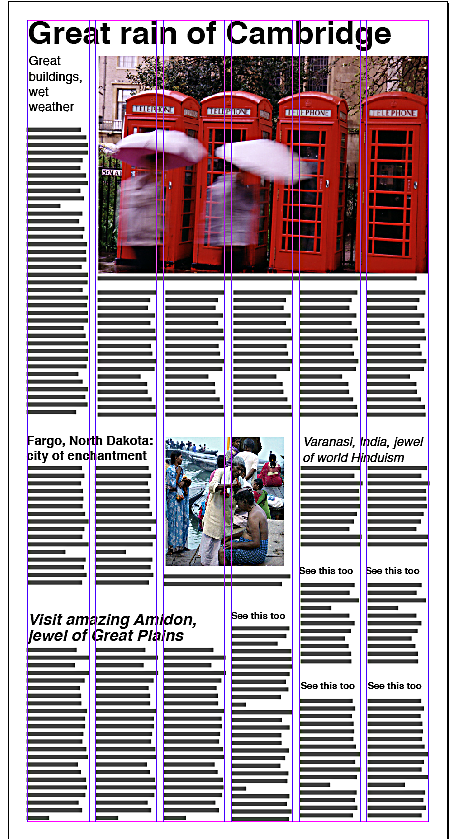 Great rain of Cambridge
Great
buildings,
wet
weather
TELEPHONE
TELEPHONE
TELEPHONE
TELEPHONE
Fargo, North Dakota:
city of enchantment
Varanasi, India, jewel
of world Hinduism
See this too
See this too
Visit amazing Amidon,
jewel of Great Plains
See this too
See this too
See this too